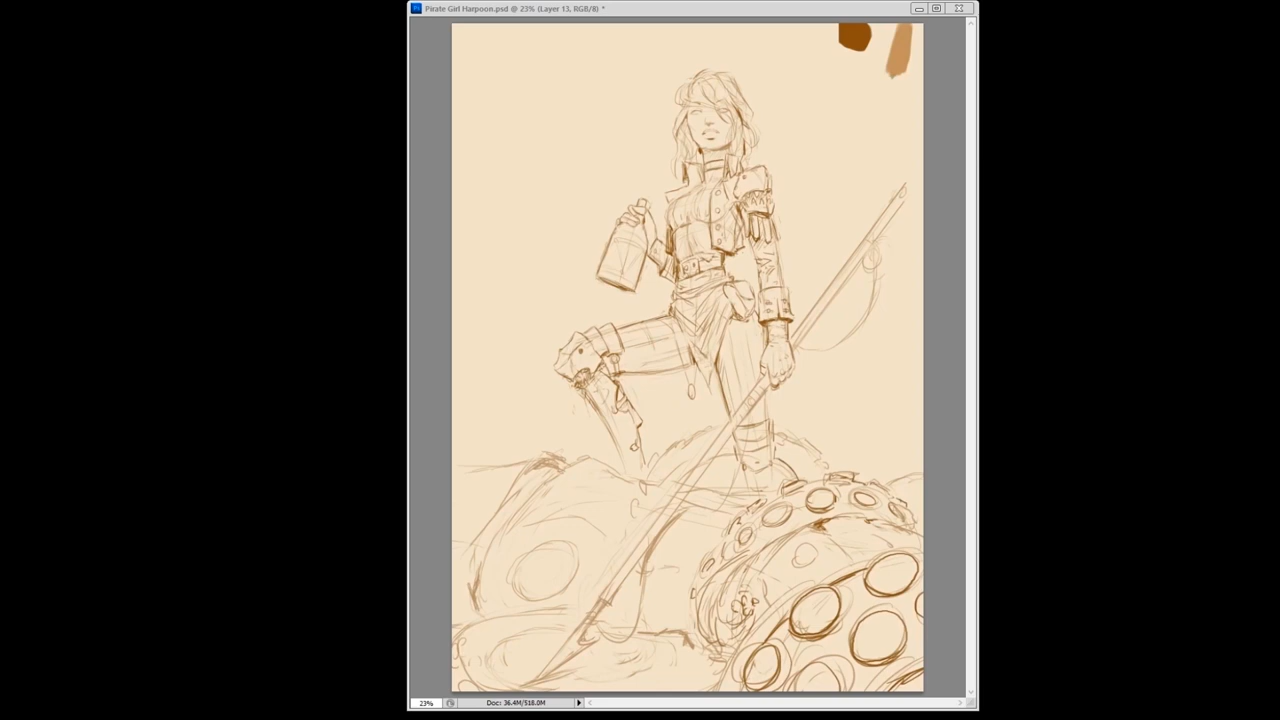 Pirate Girl Harpoon.psd @ 23% (Layer 13, RGB/8) *
23%
Doc: 36.4M/518.0M